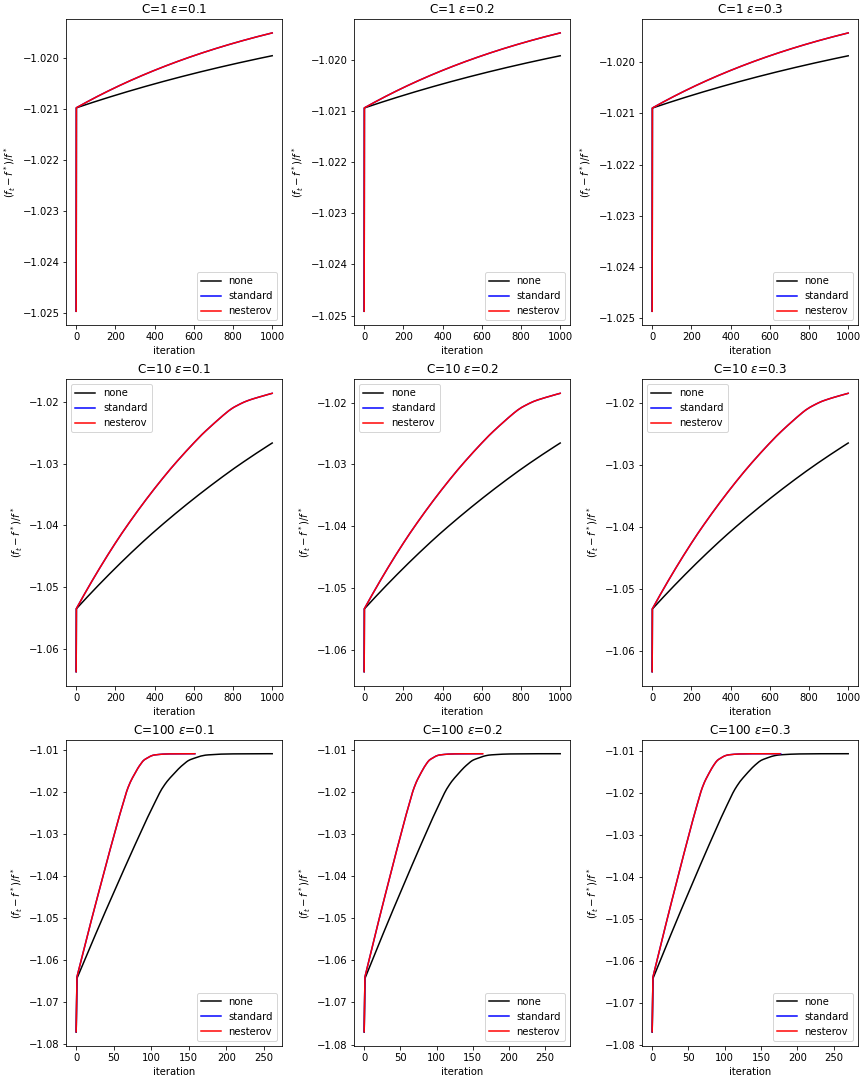 C=1 ε=0.1
C=1 ε=0.2
C=1 ε=0.3
(f_t − f*)/f*
−1.020
−1.021
−1.022
−1.023
−1.024
−1.025
none
standard
nesterov
0 200 400 600 800 1000
iteration
(f_t − f*)/f*
−1.020
−1.021
−1.022
−1.023
−1.024
−1.025
none
standard
nesterov
0 200 400 600 800 1000
iteration
(f_t − f*)/f*
−1.020
−1.021
−1.022
−1.023
−1.024
−1.025
none
standard
nesterov
0 200 400 600 800 1000
iteration
C=10 ε=0.1
C=10 ε=0.2
C=10 ε=0.3
(f_t − f*)/f*
−1.02
−1.03
−1.04
−1.05
−1.06
none
standard
nesterov
0 200 400 600 800 1000
iteration
(f_t − f*)/f*
−1.02
−1.03
−1.04
−1.05
−1.06
none
standard
nesterov
0 200 400 600 800 1000
iteration
(f_t − f*)/f*
−1.02
−1.03
−1.04
−1.05
−1.06
none
standard
nesterov
0 200 400 600 800 1000
iteration
C=100 ε=0.1
C=100 ε=0.2
C=100 ε=0.3
(f_t − f*)/f*
−1.01
−1.02
−1.03
−1.04
−1.05
−1.06
−1.07
−1.08
none
standard
nesterov
0 50 100 150 200 250
iteration
(f_t − f*)/f*
−1.01
−1.02
−1.03
−1.04
−1.05
−1.06
−1.07
−1.08
none
standard
nesterov
0 50 100 150 200 250
iteration
(f_t − f*)/f*
−1.01
−1.02
−1.03
−1.04
−1.05
−1.06
−1.07
−1.08
none
standard
nesterov
0 50 100 150 200 250
iteration